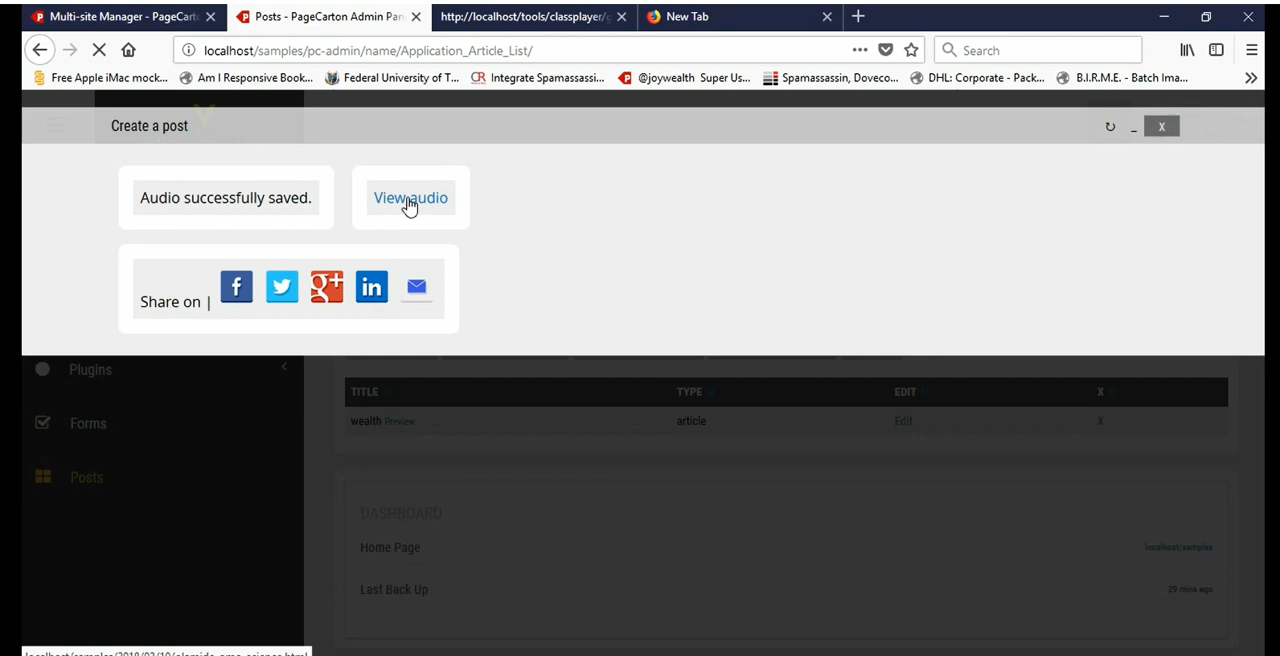 Multi-site Manager - PageCart
Posts - PageCarton Admin Pan
http://localhost/tools/classplayer/g
New Tab
localhost/samples/pc-admin/name/Application_Article_List/
Search
Free Apple iMac mock...
Am I Responsive Book...
Federal University of T...
CR Integrate Spamassassi...
@joywealth Super Us...
Spamassassin, Doveco...
DHL: Corporate - Pack...
B.I.R.M.E. - Batch Ima...
Create a post
X
Audio successfully saved.
View audio
Share on |
Plugins
TITLE TYPE EDIT X
wealth Preview article Edit X
Forms
Posts
DASHBOARD
Home Page localhost/samples
Last Back Up 29 mins ago